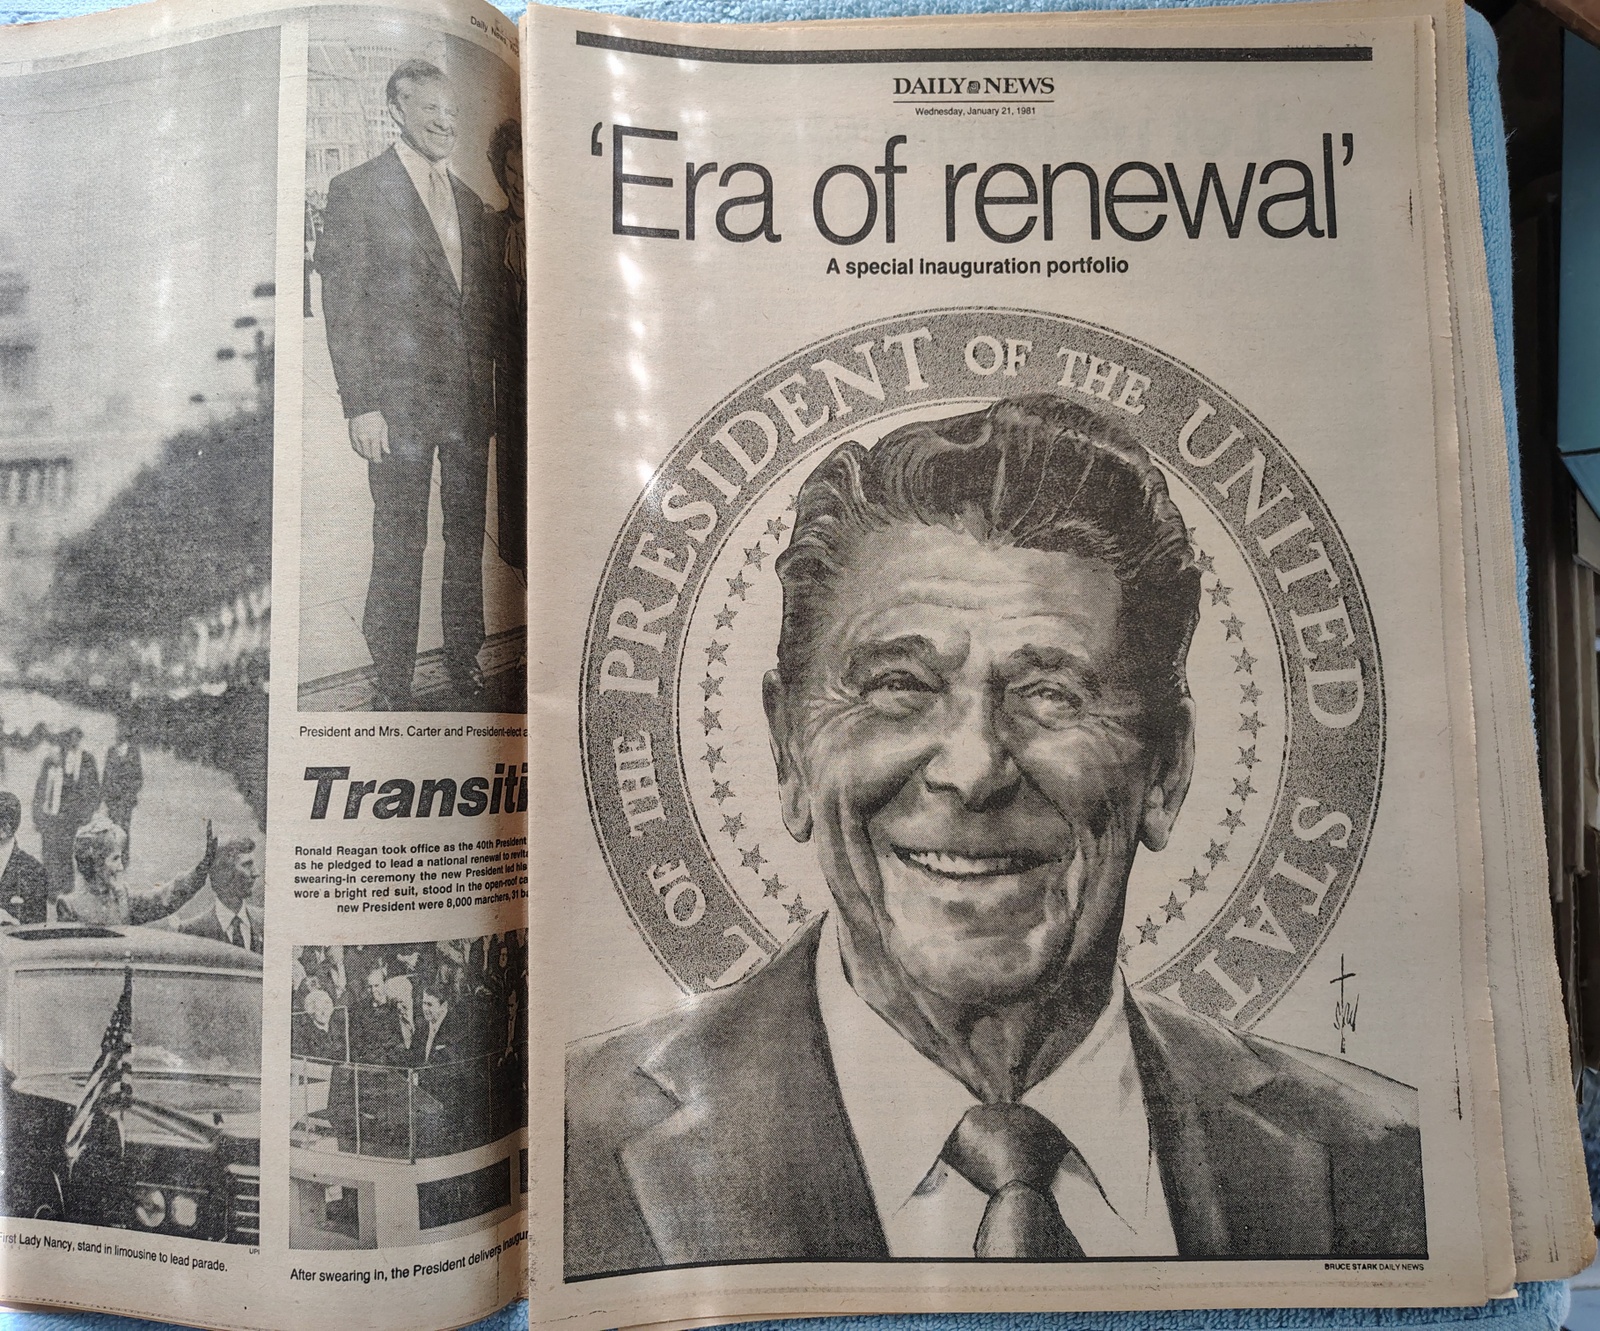 Daily News
President and Mrs. Carter and President-elect
Transiti
Ronald Reagan took office as the 40th President
as he pledged to lead a national renewal to
swearing-in ceremony the new President led his
wore a bright red suit, stood in the open-roof
new President were 8,000 marchers, 31
First Lady Nancy, stand in limousine to lead parade.
UPI
After swearing in, the President delivers
DAILY NEWS
Wednesday, January 21, 1981
‘Era of renewal’
A special Inauguration portfolio
OF THE PRESIDENT OF THE UNITED STAT
BRUCE STARK DAILY NEWS